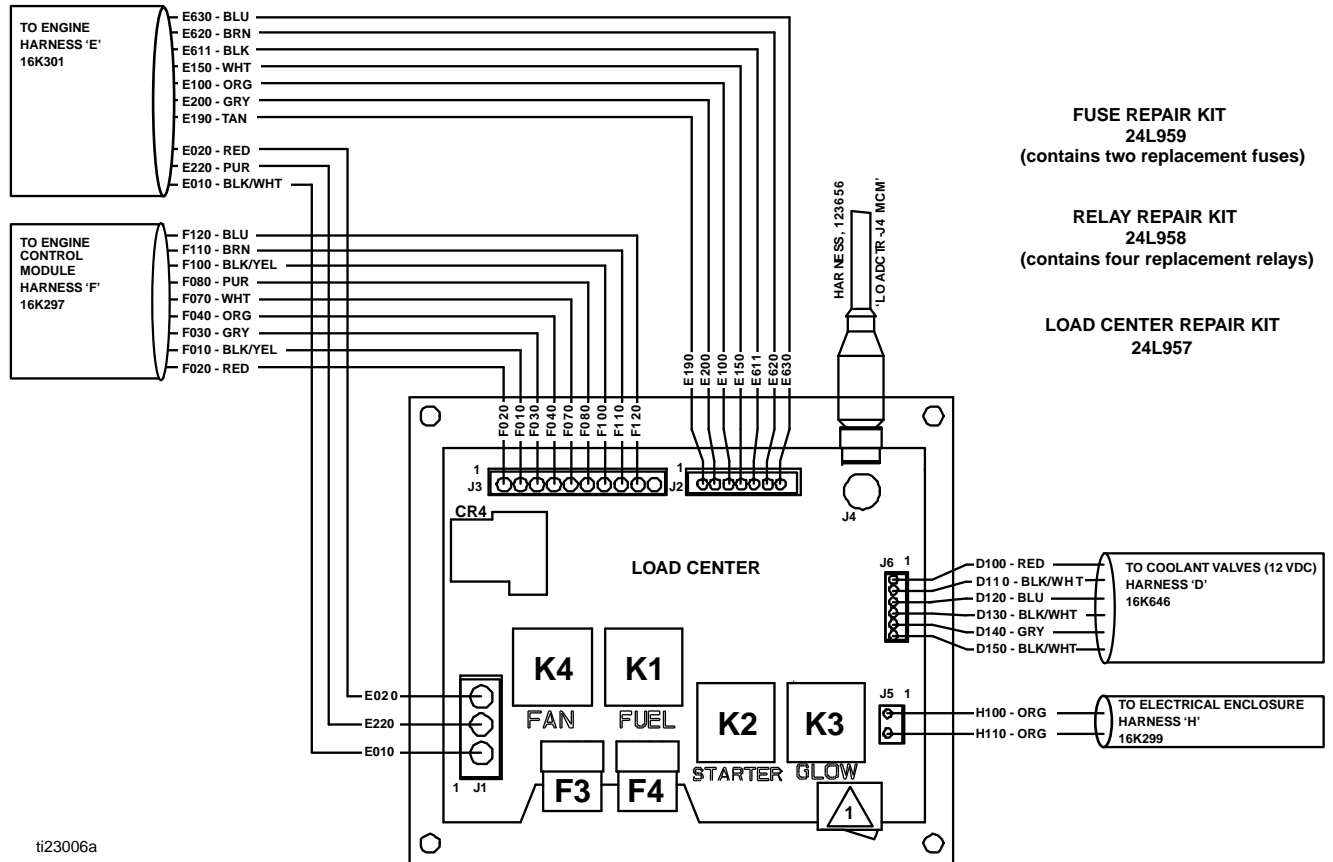 TO ENGINE
HARNESS 'E'
16K301
E630 - BLU
E620 - BRN
E611 - BLK
E150 - WHT
E100 - ORG
E200 - GRY
E190 - TAN
E020 - RED
E220 - PUR
E010 - BLK/WHT
TO ENGINE
CONTROL
MODULE
HARNESS 'F'
16K297
F120 - BLU
F110 - BRN
F100 - BLK/YEL
F080 - PUR
F070 - WHT
F040 - ORG
F030 - GRY
F010 - BLK/YEL
F020 - RED
FUSE REPAIR KIT
24L959
(contains two replacement fuses)
RELAY REPAIR KIT
24L958
(contains four replacement relays)
LOAD CENTER REPAIR KIT
24L957
HARNESS, 123656
'LOADCTR-J4 MCM'
F020
F010
F030
F040
F070
F080
F100
F110
F120
E190
E200
E100
E150
E611
E620
E630
1
J3
1
J2
J4
CR4
LOAD CENTER
J6 1
D100 - RED
D110 - BLK/WHT
D120 - BLU
D130 - BLK/WHT
D140 - GRY
D150 - BLK/WHT
TO COOLANT VALVES (12 VDC)
HARNESS 'D'
16K646
K4
FAN
K1
FUEL
K2
STARTER
K3
GLOW
J5 1
H100 - ORG
H110 - ORG
TO ELECTRICAL ENCLOSURE
HARNESS 'H'
16K299
E020
E220
E010
1 J1
F3
F4
1
ti23006a